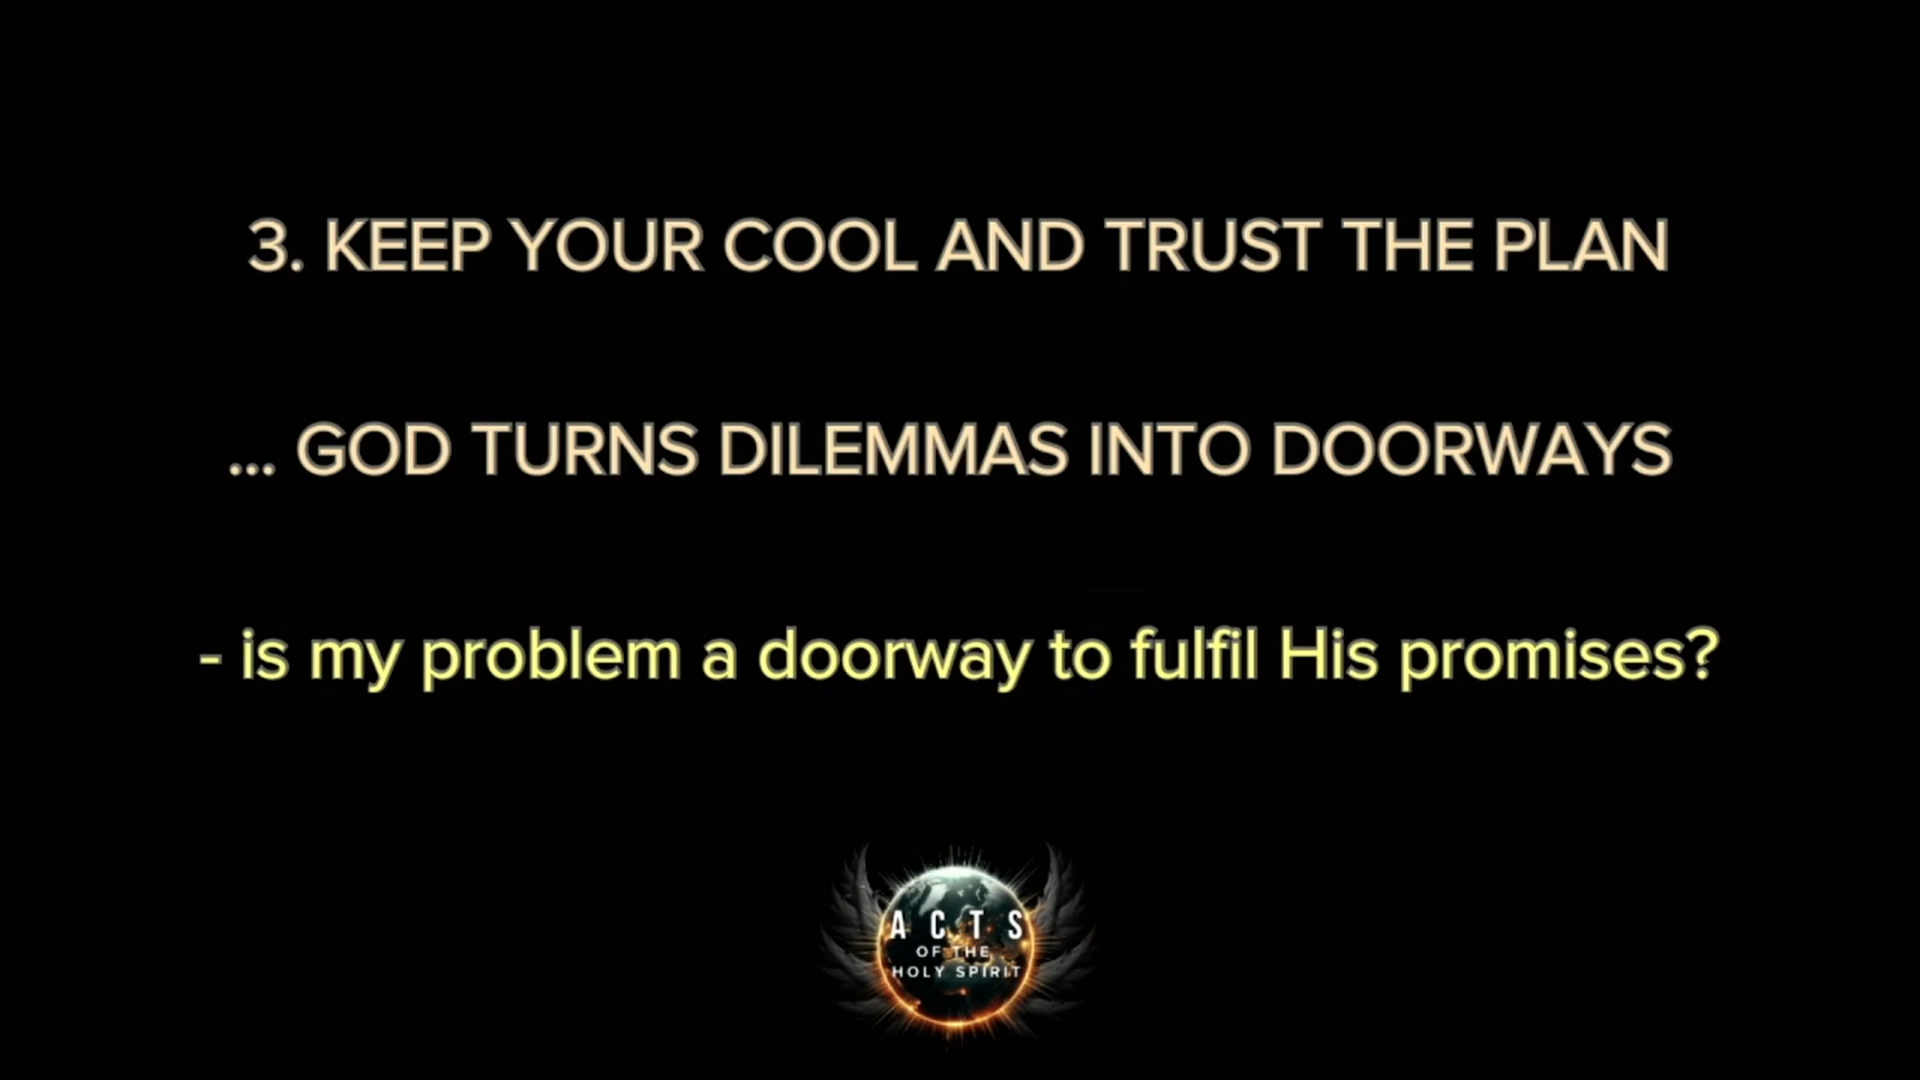 3. KEEP YOUR COOL AND TRUST THE PLAN
... GOD TURNS DILEMMAS INTO DOORWAYS
- is my problem a doorway to fulfil His promises?
ACTS
OF THE
HOLY SPIRIT